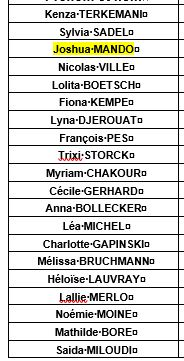 Kenza TERKEMANI
Sylvia SADEL
Joshua MANDO
Nicolas VILLE
Lolita BOETSCH
Fiona KEMPE
Lyna DJEROUAT
François PES
Trixi STORCK
Myriam CHAKOUR
Cécile GERHARD
Anna BOLLECKER
Léa MICHEL
Charlotte GAPINSKI
Mélissa BRUCHMANN
Héloïse LAUVRAY
Lallie MERLO
Noémie MOINE
Mathilde BORE
Saida MILOUDI